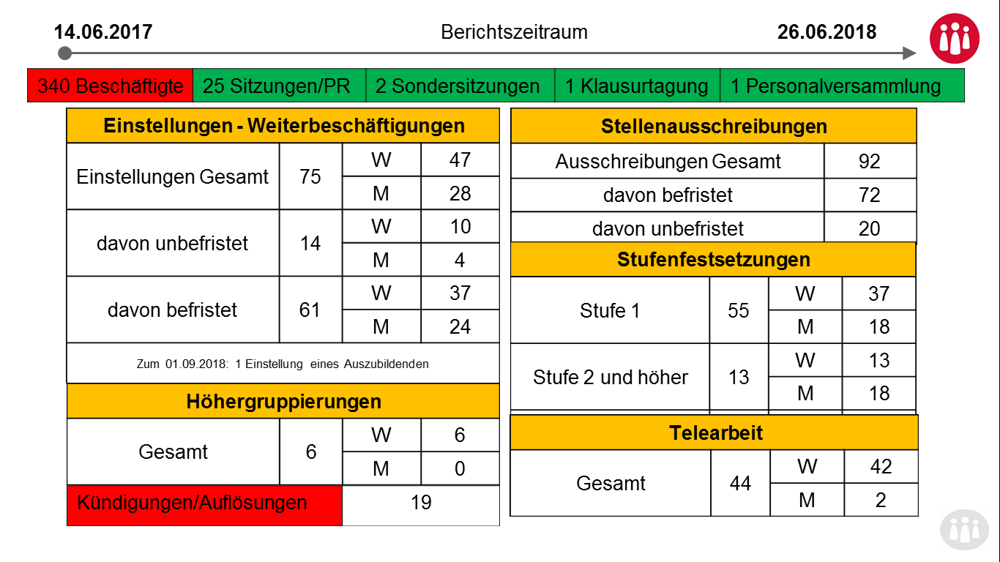 14.06.2017 Berichtszeitraum 26.06.2018
340 Beschäftigte 25 Sitzungen/PR 2 Sondersitzungen 1 Klausurtagung 1 Personalversammlung
Einstellungen - Weiterbeschäftigungen
Einstellungen Gesamt 75 W 47
M 28
davon unbefristet 14 W 10
M 4
davon befristet 61 W 37
M 24
Zum 01.09.2018: 1 Einstellung eines Auszubildenden
Höhergruppierungen
Gesamt 6 W 6
M 0
Kündigungen/Auflösungen 19
Stellenausschreibungen
Ausschreibungen Gesamt 92
davon befristet 72
davon unbefristet 20
Stufenfestsetzungen
Stufe 1 55 W 37
M 18
Stufe 2 und höher 13 W 13
M 18
Telearbeit
Gesamt 44 W 42
M 2